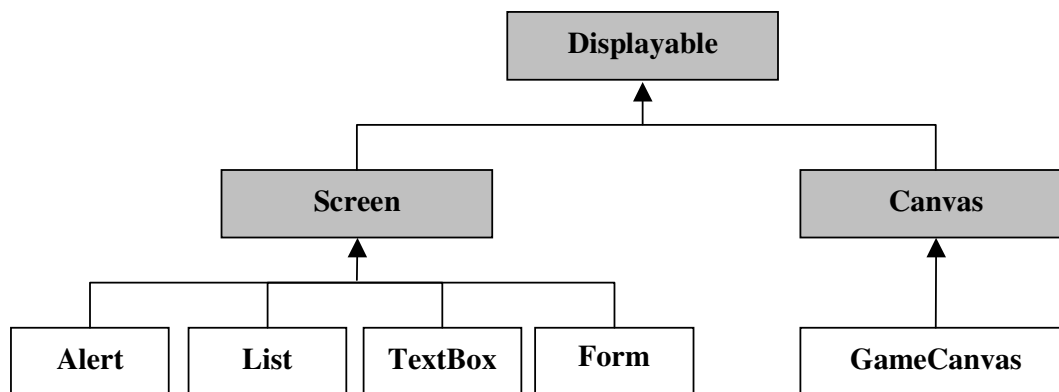 Displayable
Screen
Canvas
Alert
List
TextBox
Form
GameCanvas